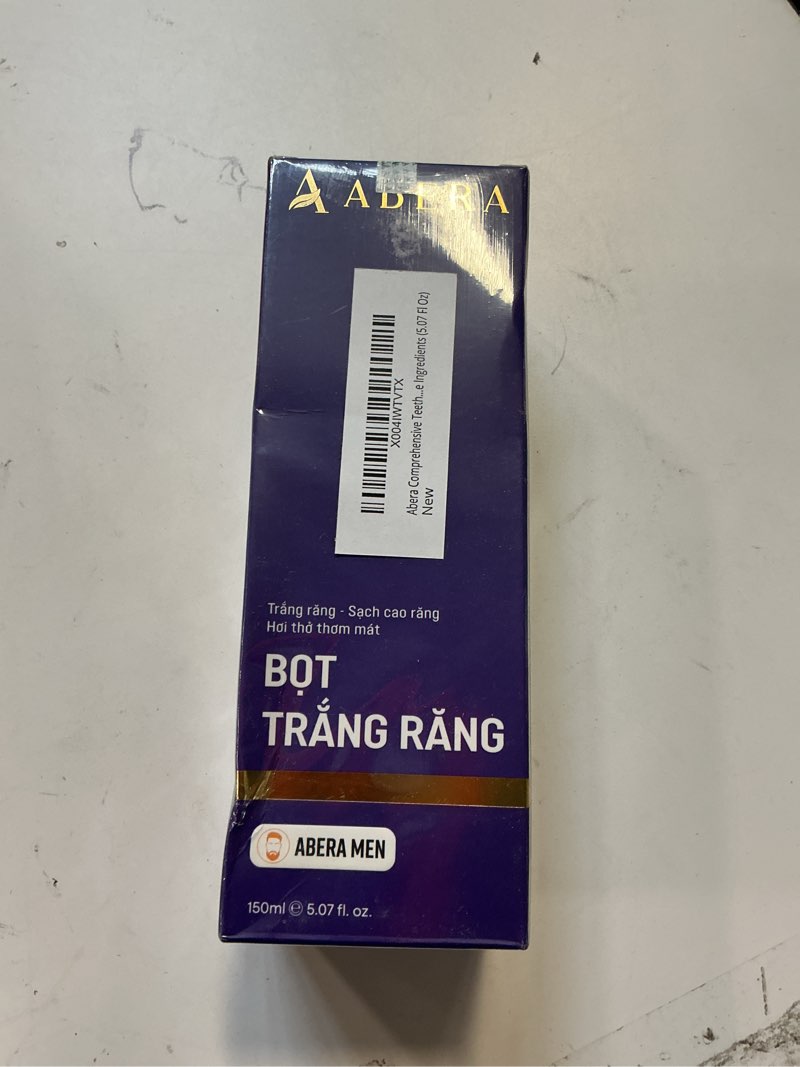 ABERA
X004IWTVTX
Abera Comprehensive Teeth...e Ingredients (5.07 Fl Oz)
New
Trắng răng - Sạch cao răng
Hơi thở thơm mát
BỌT
TRẮNG RĂNG
ABERA MEN
150ml ℮ 5.07 fl. oz.